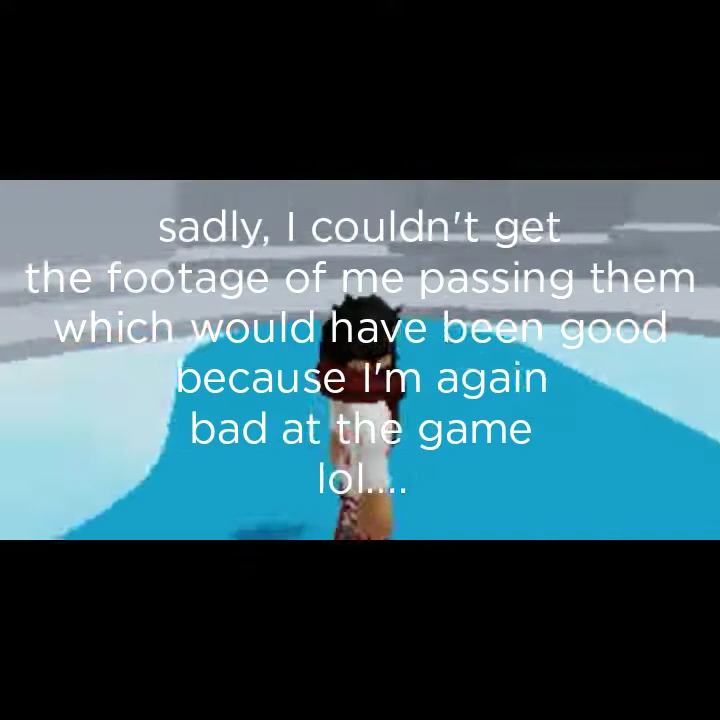 sadly, I couldn't get
the footage of me passing them
which would have been good
because I'm again
bad at the game
lol....